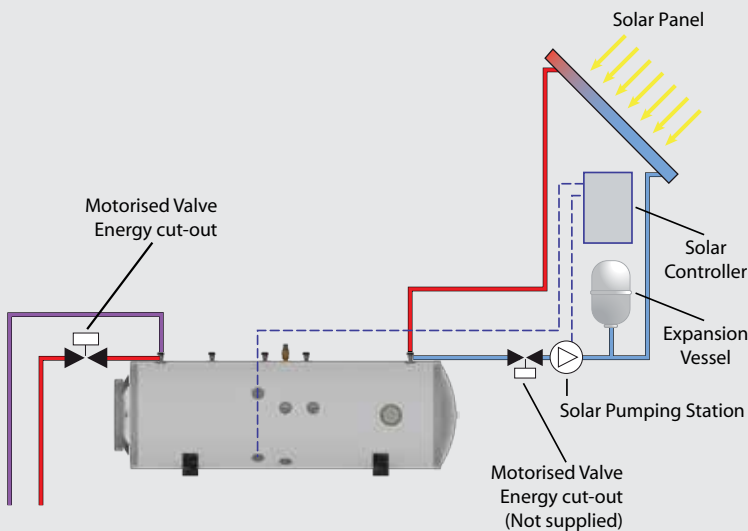 Solar Panel
Motorised Valve
Energy cut-out
Solar
Controller
Expansion
Vessel
Solar Pumping Station
Motorised Valve
Energy cut-out
(Not supplied)